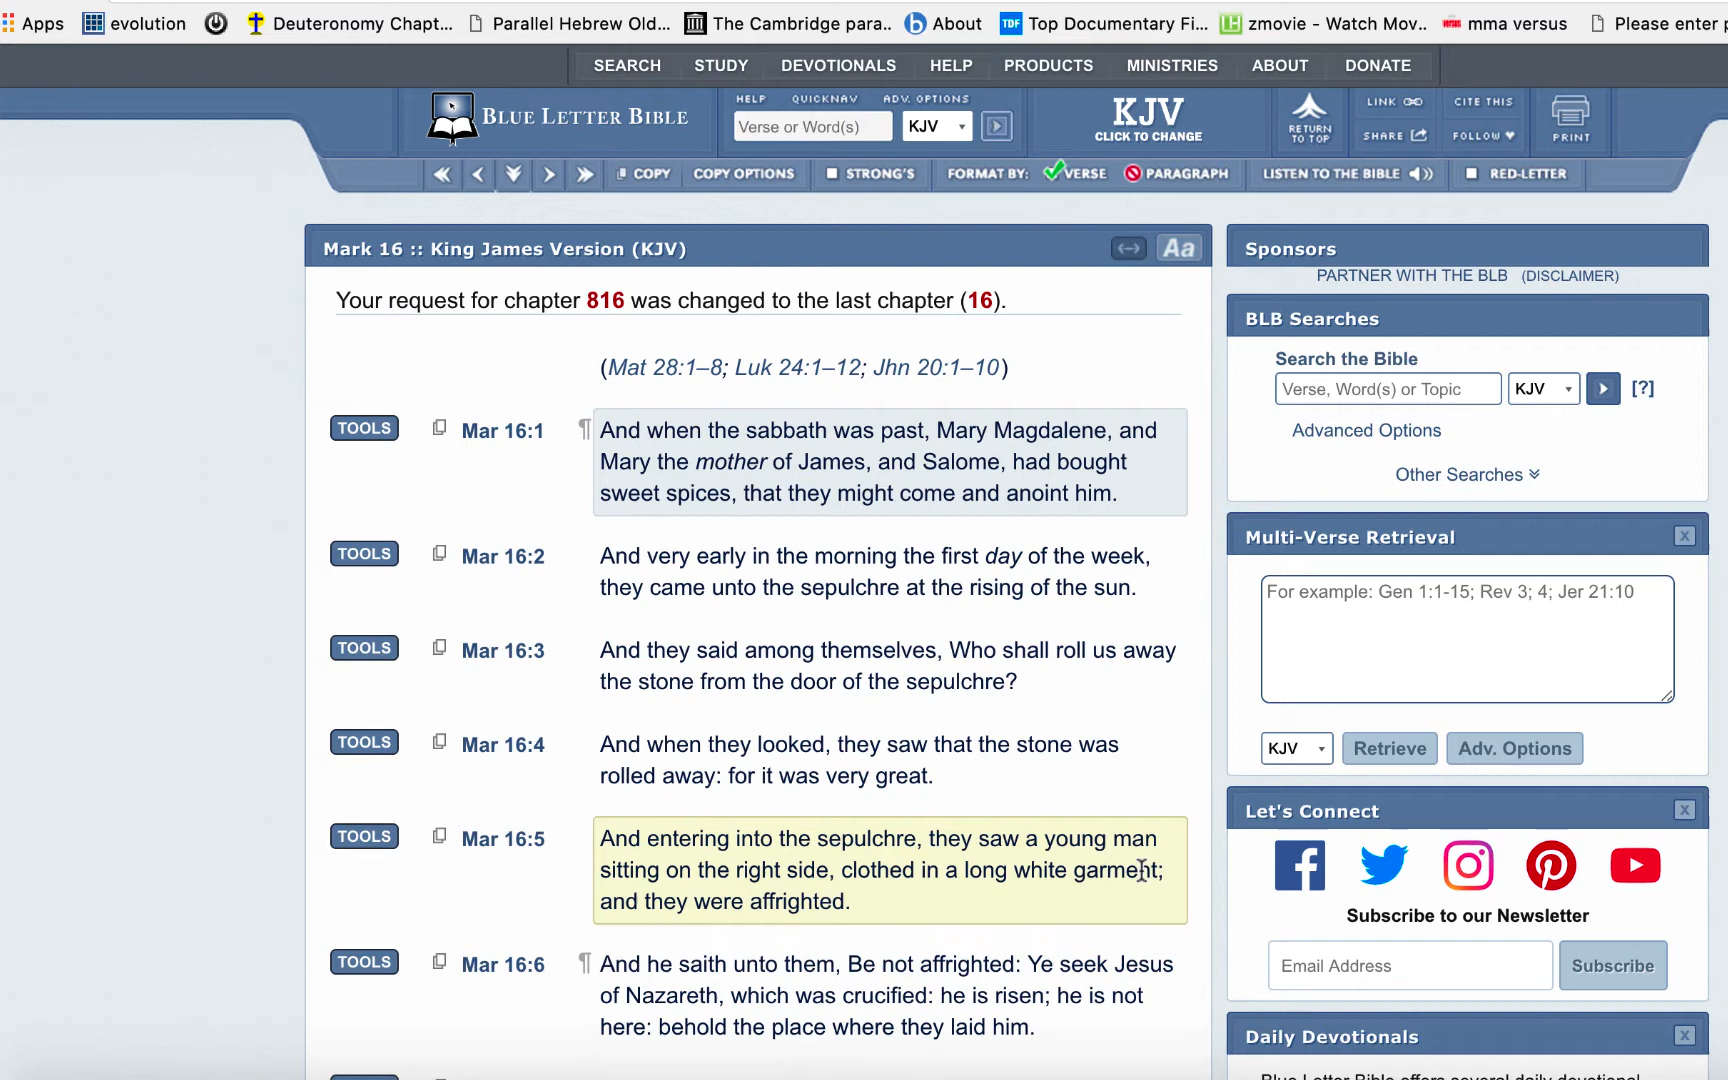 Apps evolution Deuteronomy Chapt... Parallel Hebrew Old... The Cambridge para.. About Top Documentary Fi... zmovie - Watch Mov.. mma versus Please enter p
SEARCH STUDY DEVOTIONALS HELP PRODUCTS MINISTRIES ABOUT DONATE
BLUE LETTER BIBLE
HELP QUICKNAV ADV. OPTIONS
Verse or Word(s) KJV
KJV
CLICK TO CHANGE
RETURN
TO TOP
LINK CITE THIS
SHARE FOLLOW
PRINT
COPY COPY OPTIONS STRONG'S FORMAT BY: VERSE PARAGRAPH LISTEN TO THE BIBLE RED-LETTER
Mark 16 :: King James Version (KJV) Aa
Your request for chapter 816 was changed to the last chapter (16).
(Mat 28:1–8; Luk 24:1–12; Jhn 20:1–10)
TOOLS Mar 16:1 ¶ And when the sabbath was past, Mary Magdalene, and
Mary the mother of James, and Salome, had bought
sweet spices, that they might come and anoint him.
TOOLS Mar 16:2 And very early in the morning the first day of the week,
they came unto the sepulchre at the rising of the sun.
TOOLS Mar 16:3 And they said among themselves, Who shall roll us away
the stone from the door of the sepulchre?
TOOLS Mar 16:4 And when they looked, they saw that the stone was
rolled away: for it was very great.
TOOLS Mar 16:5 And entering into the sepulchre, they saw a young man
sitting on the right side, clothed in a long white garment;
and they were affrighted.
TOOLS Mar 16:6 ¶ And he saith unto them, Be not affrighted: Ye seek Jesus
of Nazareth, which was crucified: he is risen; he is not
here: behold the place where they laid him.
Sponsors
PARTNER WITH THE BLB (DISCLAIMER)
BLB Searches
Search the Bible
Verse, Word(s) or Topic KJV [?]
Advanced Options
Other Searches
Multi-Verse Retrieval X
For example: Gen 1:1-15; Rev 3; 4; Jer 21:10
KJV Retrieve Adv. Options
Let's Connect X
Subscribe to our Newsletter
Email Address Subscribe
Daily Devotionals X
Blue Letter Bible offers several daily devotional